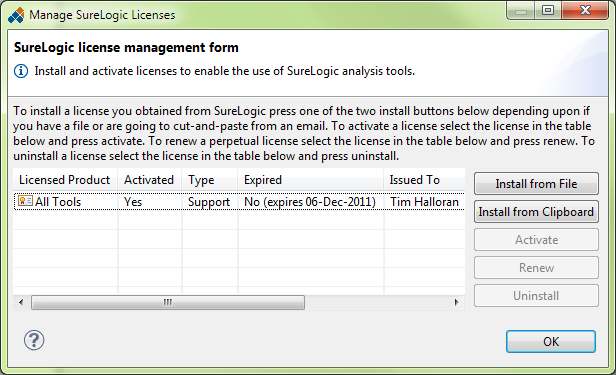 Manage SureLogic Licenses
SureLogic license management form
Install and activate licenses to enable the use of SureLogic analysis tools.
To install a license you obtained from SureLogic press one of the two install buttons below depending upon if
you have a file or are going to cut-and-paste from an email. To activate a license select the license in the table
below and press activate. To renew a perpetual license select the license in the table below and press renew. To
uninstall a license select the license in the table below and press uninstall.
Licensed Product Activated Type Expired Issued To
All Tools Yes Support No (expires 06-Dec-2011) Tim Halloran
Install from File
Install from Clipboard
Activate
Renew
Uninstall
?
OK